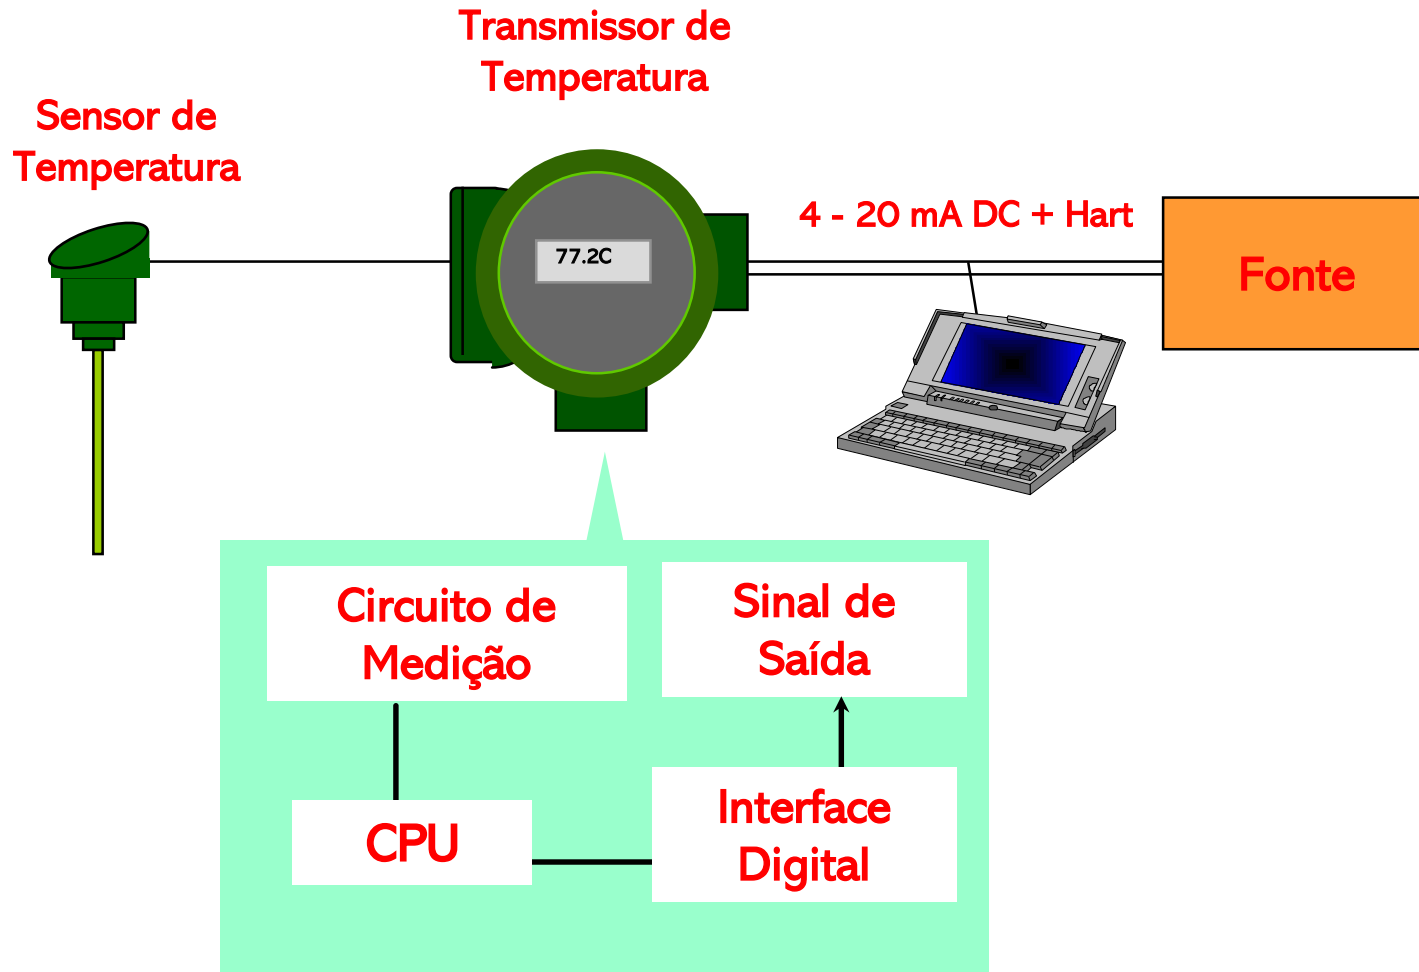 Transmissor de
Temperatura
Sensor de
Temperatura
4 - 20 mA DC + Hart
77.2C
Fonte
Circuito de
Medição
Sinal de
Saída
CPU
Interface
Digital